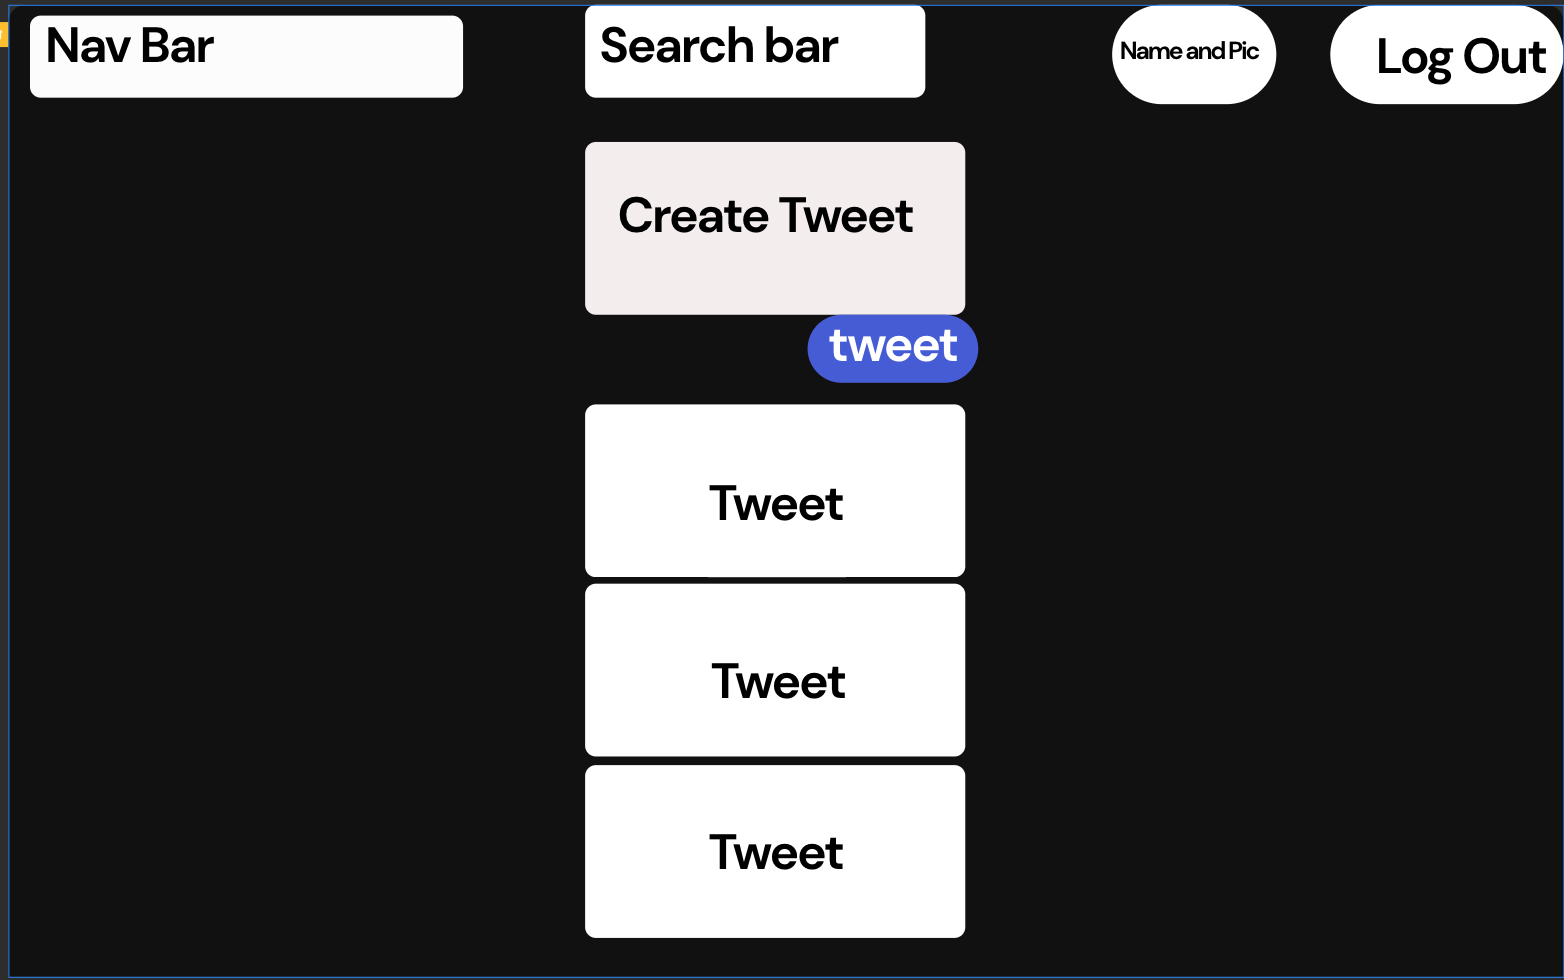 Nav Bar
Search bar
Name and Pic
Log Out
Create Tweet
tweet
Tweet
Tweet
Tweet